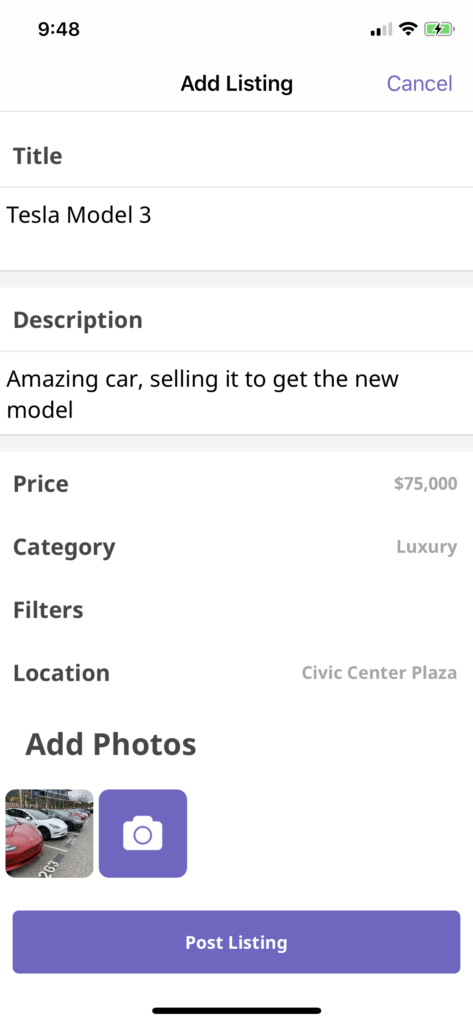 9:48
Add Listing
Cancel
Title
Tesla Model 3
Description
Amazing car, selling it to get the new
model
Price
$75,000
Category
Luxury
Filters
Location
Civic Center Plaza
Add Photos
263
Post Listing